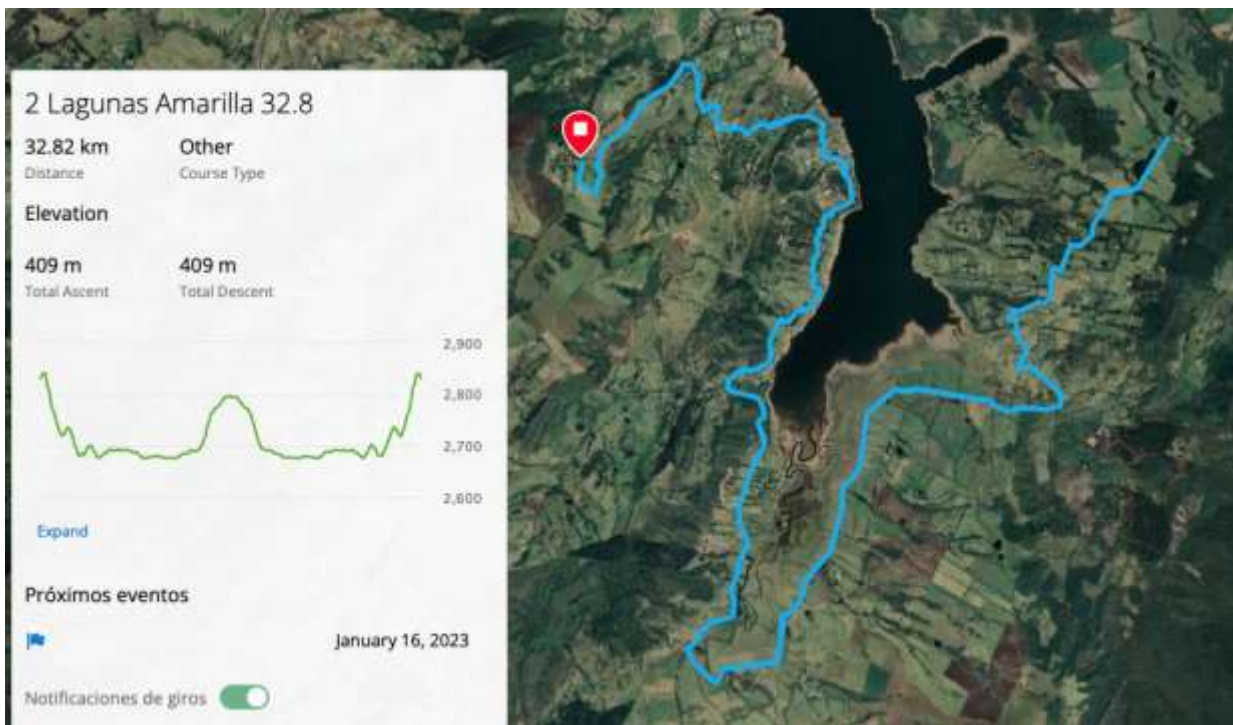 2 Lagunas Amarilla 32.8
32.82 km Other
Distance Course Type
Elevation
409 m 409 m
Total Ascent Total Descent
2,900
2,800
2,700
2,600
Expand
Próximos eventos
January 16, 2023
Notificaciones de giros